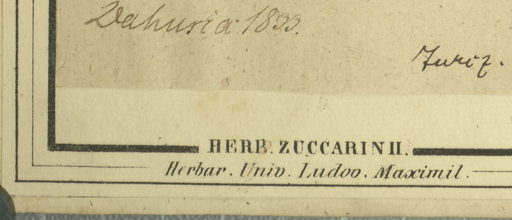 Dahuria 1833.
Turcz.
HERB. ZUCCARINII.
Herbar. Univ. Ludov. Maximil.